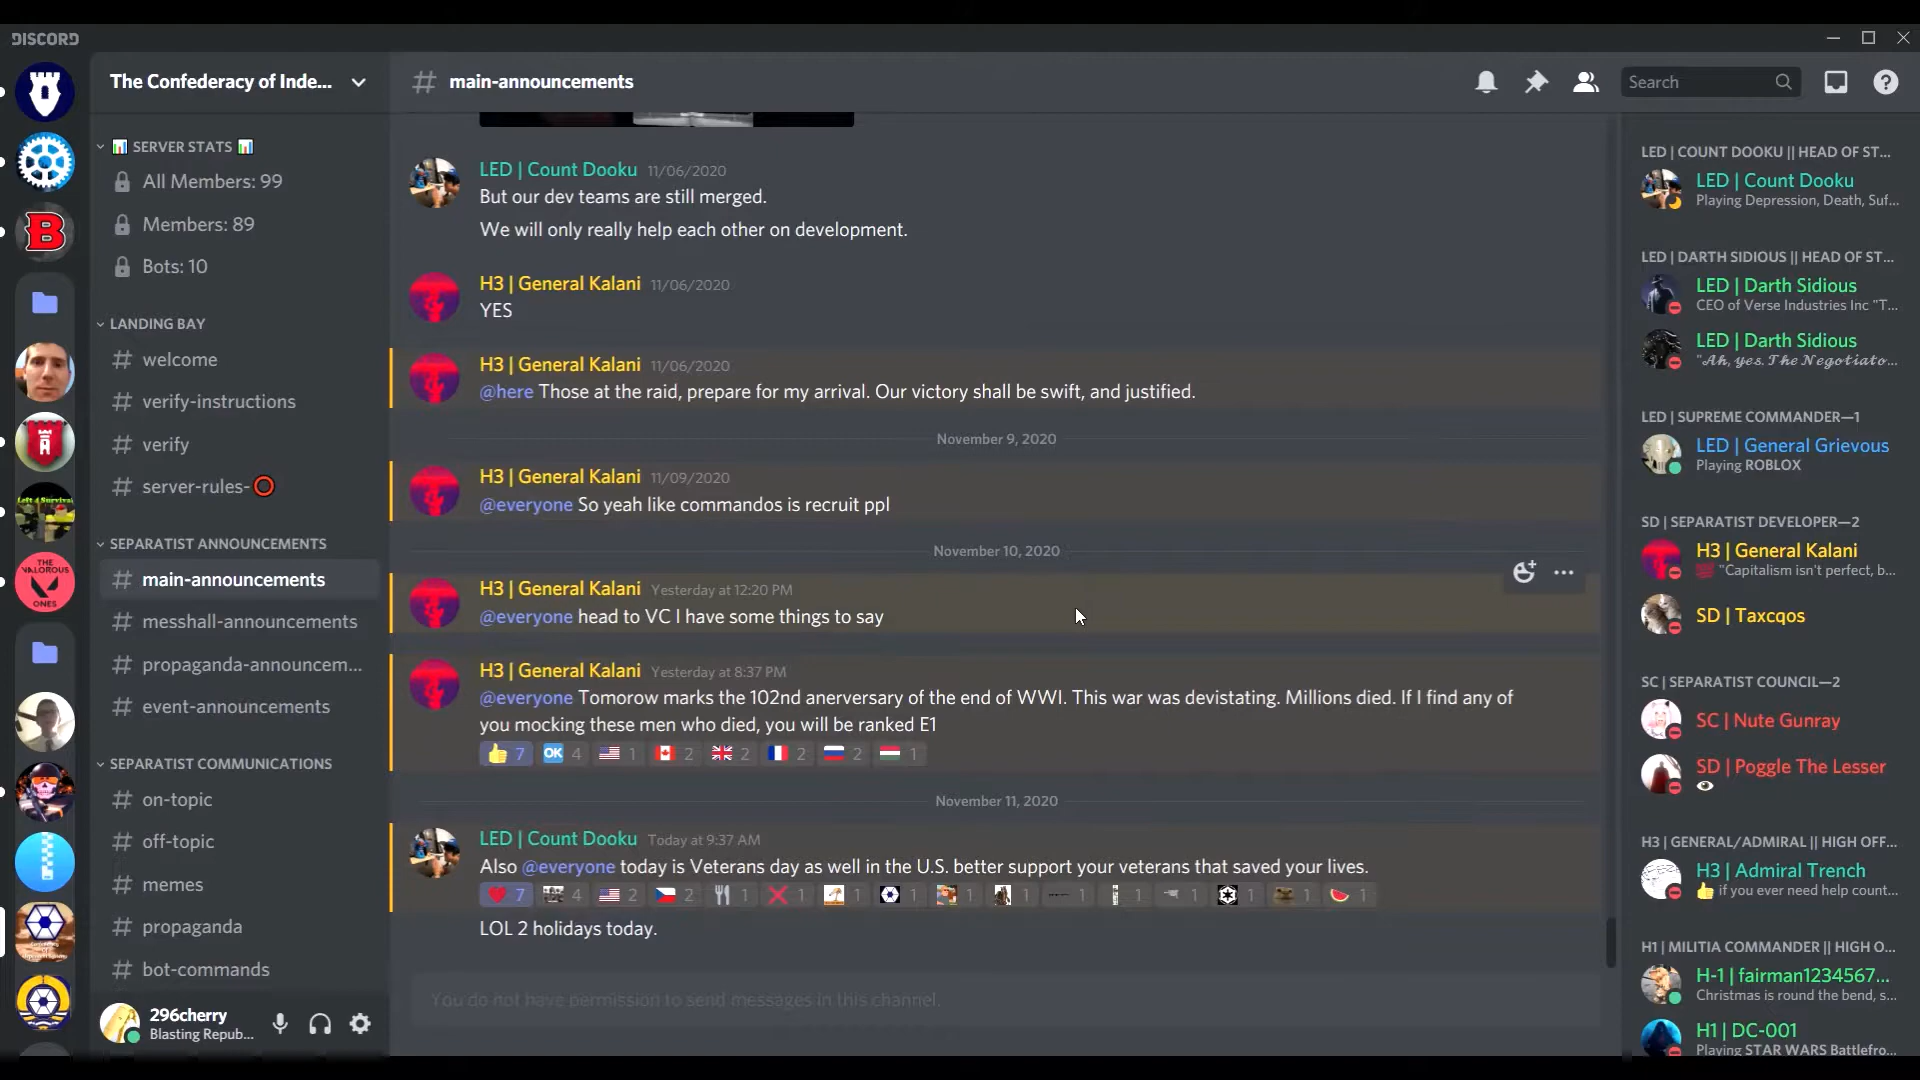 DISCORD
The Confederacy of Inde...
main-announcements
Search
SERVER STATS
All Members: 99
Members: 89
Bots: 10
LANDING BAY
welcome
verify-instructions
verify
server-rules-
SEPARATIST ANNOUNCEMENTS
main-announcements
messhall-announcements
propaganda-announcem...
event-announcements
SEPARATIST COMMUNICATIONS
on-topic
off-topic
memes
propaganda
bot-commands
296cherry
Blasting Repub...
B
Left 4 Survival
THE
VALOROUS
ONES
LED | Count Dooku 11/06/2020
But our dev teams are still merged.
We will only really help each other on development.
H3 | General Kalani 11/06/2020
YES
H3 | General Kalani 11/06/2020
@here Those at the raid, prepare for my arrival. Our victory shall be swift, and justified.
November 9, 2020
H3 | General Kalani 11/09/2020
@everyone So yeah like commandos is recruit ppl
November 10, 2020
H3 | General Kalani Yesterday at 12:20 PM
@everyone head to VC I have some things to say
H3 | General Kalani Yesterday at 8:37 PM
@everyone Tomorow marks the 102nd anerversary of the end of WWI. This war was devistating. Millions died. If I find any of
you mocking these men who died, you will be ranked E1
7 OK 4 1 2 2 2 2 1
November 11, 2020
LED | Count Dooku Today at 9:37 AM
Also @everyone today is Veterans day as well in the U.S. better support your veterans that saved your lives.
7 4 2 2 1 1 1 1 1 1 1 1 1 1 1 1
LOL 2 holidays today.
You do not have permission to send messages in this channel.
LED | COUNT DOOKU || HEAD OF ST...
LED | Count Dooku
Playing Depression, Death, Suf...
LED | DARTH SIDIOUS || HEAD OF ST...
LED | Darth Sidious
CEO of Verse Industries Inc "T...
LED | Darth Sidious
"𝓐𝓱, 𝔂𝓮𝓼. 𝓣𝓱𝓮 𝓝𝓮𝓰𝓸𝓽𝓲𝓪𝓽𝓸...
LED | SUPREME COMMANDER—1
LED | General Grievous
Playing ROBLOX
SD | SEPARATIST DEVELOPER—2
H3 | General Kalani
"Capitalism isn't perfect, b...
SD | Taxcqos
SC | SEPARATIST COUNCIL—2
SC | Nute Gunray
SD | Poggle The Lesser
H3 | GENERAL/ADMIRAL || HIGH OFF...
H3 | Admiral Trench
if you ever need help count...
H1 | MILITIA COMMANDER || HIGH O...
H-1 | fairman1234567...
Christmas is round the bend, s...
H1 | DC-001
Playing STAR WARS Battlefro...